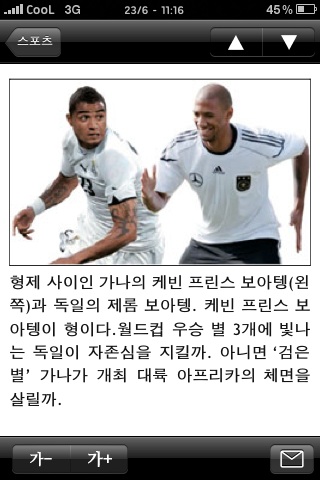 CooL 3G 23/6 - 11:16 45%
스포츠
형제 사이인 가나의 케빈 프린스 보아텡(왼
쪽)과 독일의 제롬 보아텡. 케빈 프린스 보
아텡이 형이다.월드컵 우승 별 3개에 빛나
는 독일이 자존심을 지킬까. 아니면 ‘검은
별’ 가나가 개최 대륙 아프리카의 체면을
살릴까.
가- 가+